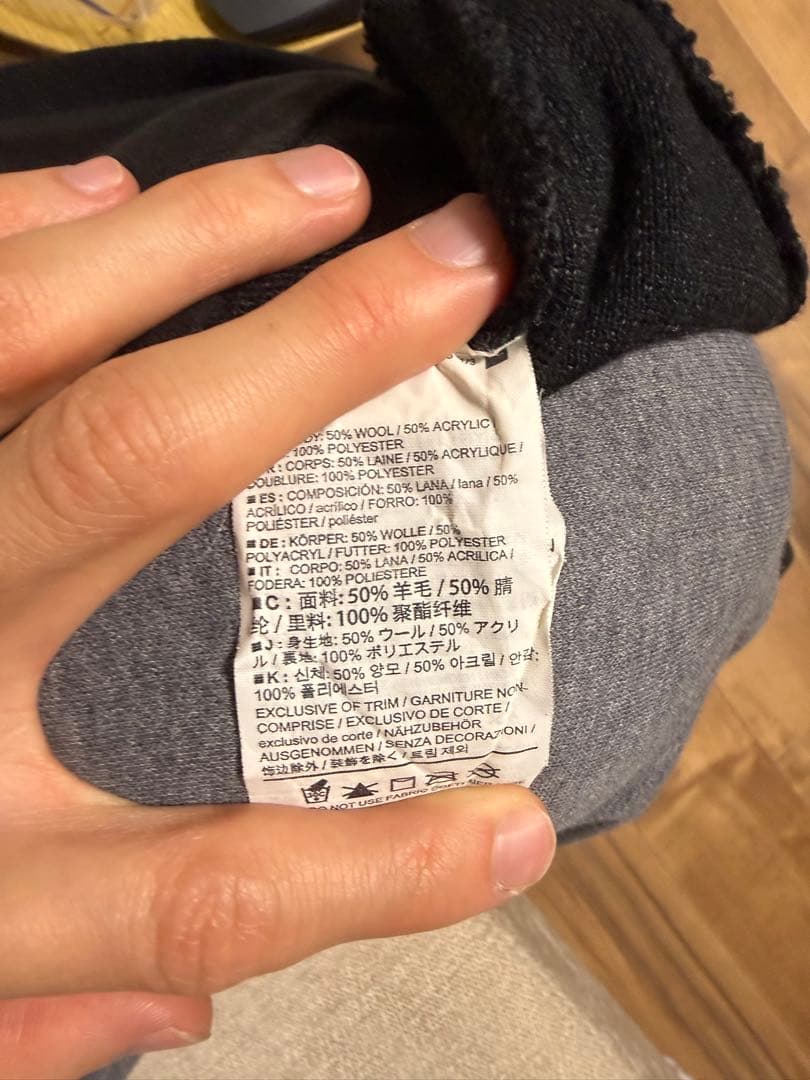 50% WOOL / 50% ACRYLIC
100% POLYESTER
: CORPS: 50% LAINE / 50% ACRYLIQUE /
DOUBLURE: 100% POLYESTER
■ ES : COMPOSICIÓN: 50% LANA / lana / 50%
ACRÍLICO / acrílico / FORRO: 100%
POLIÉSTER / poliéster
■ DE : KÖRPER: 50% WOLLE / 50%
POLYACRYL / FUTTER: 100% POLYESTER
■ IT : CORPO: 50% LANA / 50% ACRILICA /
FODERA: 100% POLIESTERE
■ C : 面料: 50% 羊毛 / 50% 腈
纶 / 里料: 100% 聚酯纤维
■ J : 身生地: 50% ウール / 50% アクリ
ル / 裏地: 100% ポリエステル
■ K : 신체: 50% 양모 / 50% 아크릴 / 안감:
100% 폴리에스터
EXCLUSIVE OF TRIM / GARNITURE NON-
COMPRISE / EXCLUSIVO DE CORTE /
exclusivo de corte / NÄHZUBEHÖR
AUSGENOMMEN / SENZA DECORAZIONI /
饰边除外 / 装飾を除く / 트림 제외
DO NOT USE FABRIC